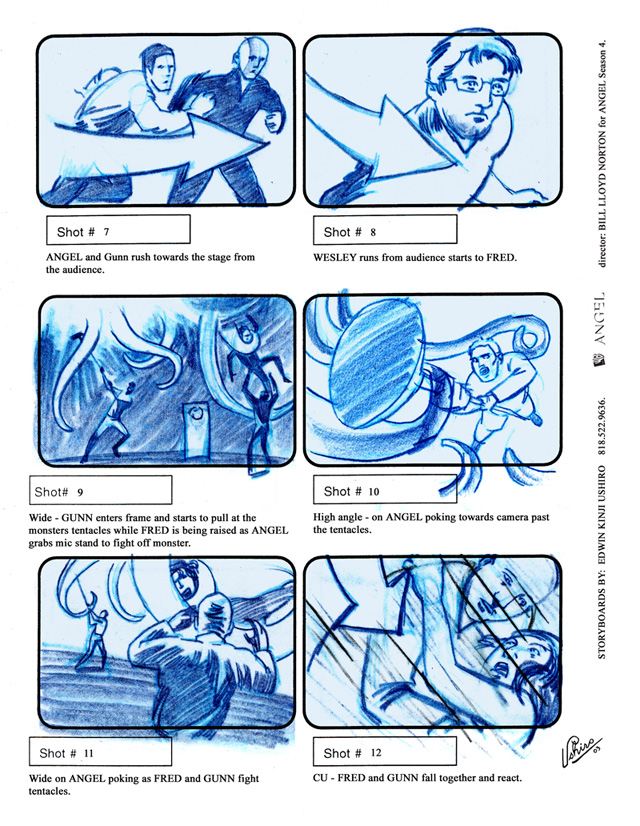 Shot # 7
ANGEL and Gunn rush towards the stage from
the audience.
Shot # 8
WESLEY runs from audience starts to FRED.
Shot# 9
Wide - GUNN enters frame and starts to pull at the
monsters tentacles while FRED is being raised as ANGEL
grabs mic stand to fight off monster.
Shot # 10
High angle - on ANGEL poking towards camera past
the tentacles.
Shot # 11
Wide on ANGEL poking as FRED and GUNN fight
tentacles.
Shot # 12
CU - FRED and GUNN fall together and react.
STORYBOARDS BY: EDWIN KINJI USHIRO 818.522.9636. ANGEL director: BILL LLOYD NORTON for ANGEL Season 4.
Ushiro
03